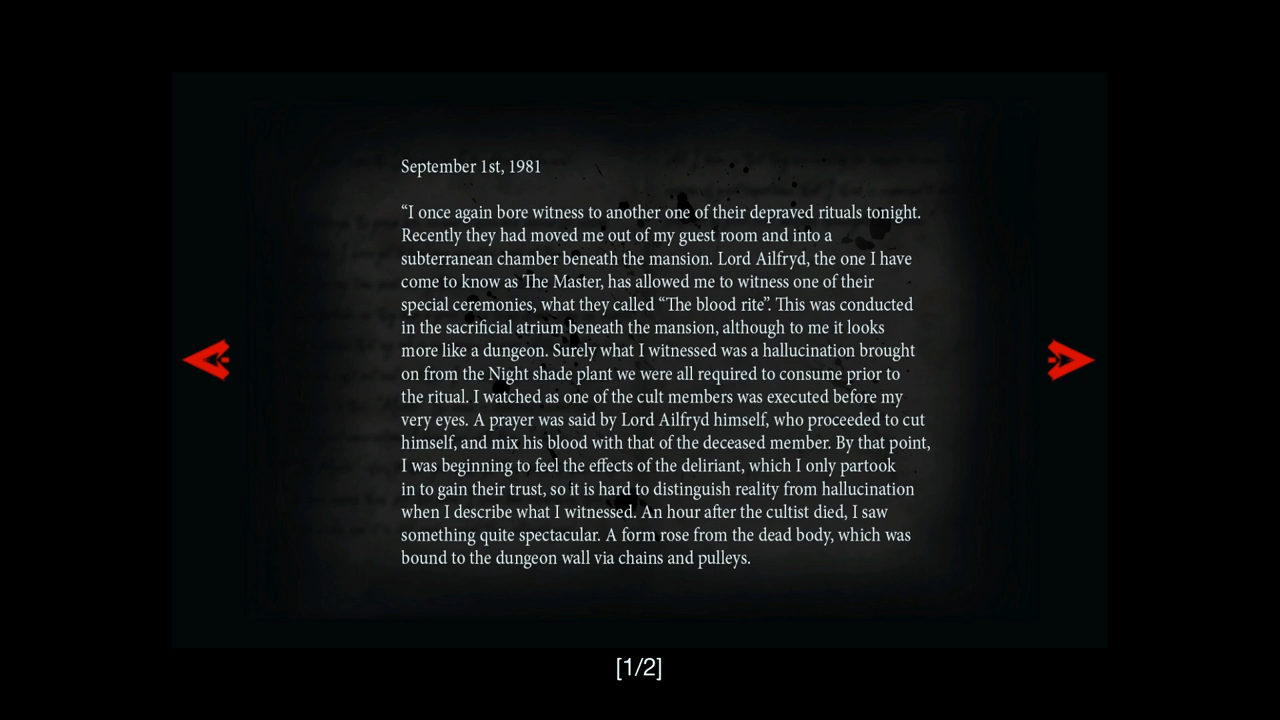 September 1st, 1981
“I once again bore witness to another one of their depraved rituals tonight.
Recently they had moved me out of my guest room and into a
subterranean chamber beneath the mansion. Lord Ailfryd, the one I have
come to know as The Master, has allowed me to witness one of their
special ceremonies, what they called “The blood rite”. This was conducted
in the sacrificial atrium beneath the mansion, although to me it looks
more like a dungeon. Surely what I witnessed was a hallucination brought
on from the Night shade plant we were all required to consume prior to
the ritual. I watched as one of the cult members was executed before my
very eyes. A prayer was said by Lord Ailfryd himself, who proceeded to cut
himself, and mix his blood with that of the deceased member. By that point,
I was beginning to feel the effects of the deliriant, which I only partook
in to gain their trust, so it is hard to distinguish reality from hallucination
when I describe what I witnessed. An hour after the cultist died, I saw
something quite spectacular. A form rose from the dead body, which was
bound to the dungeon wall via chains and pulleys.
[1/2]